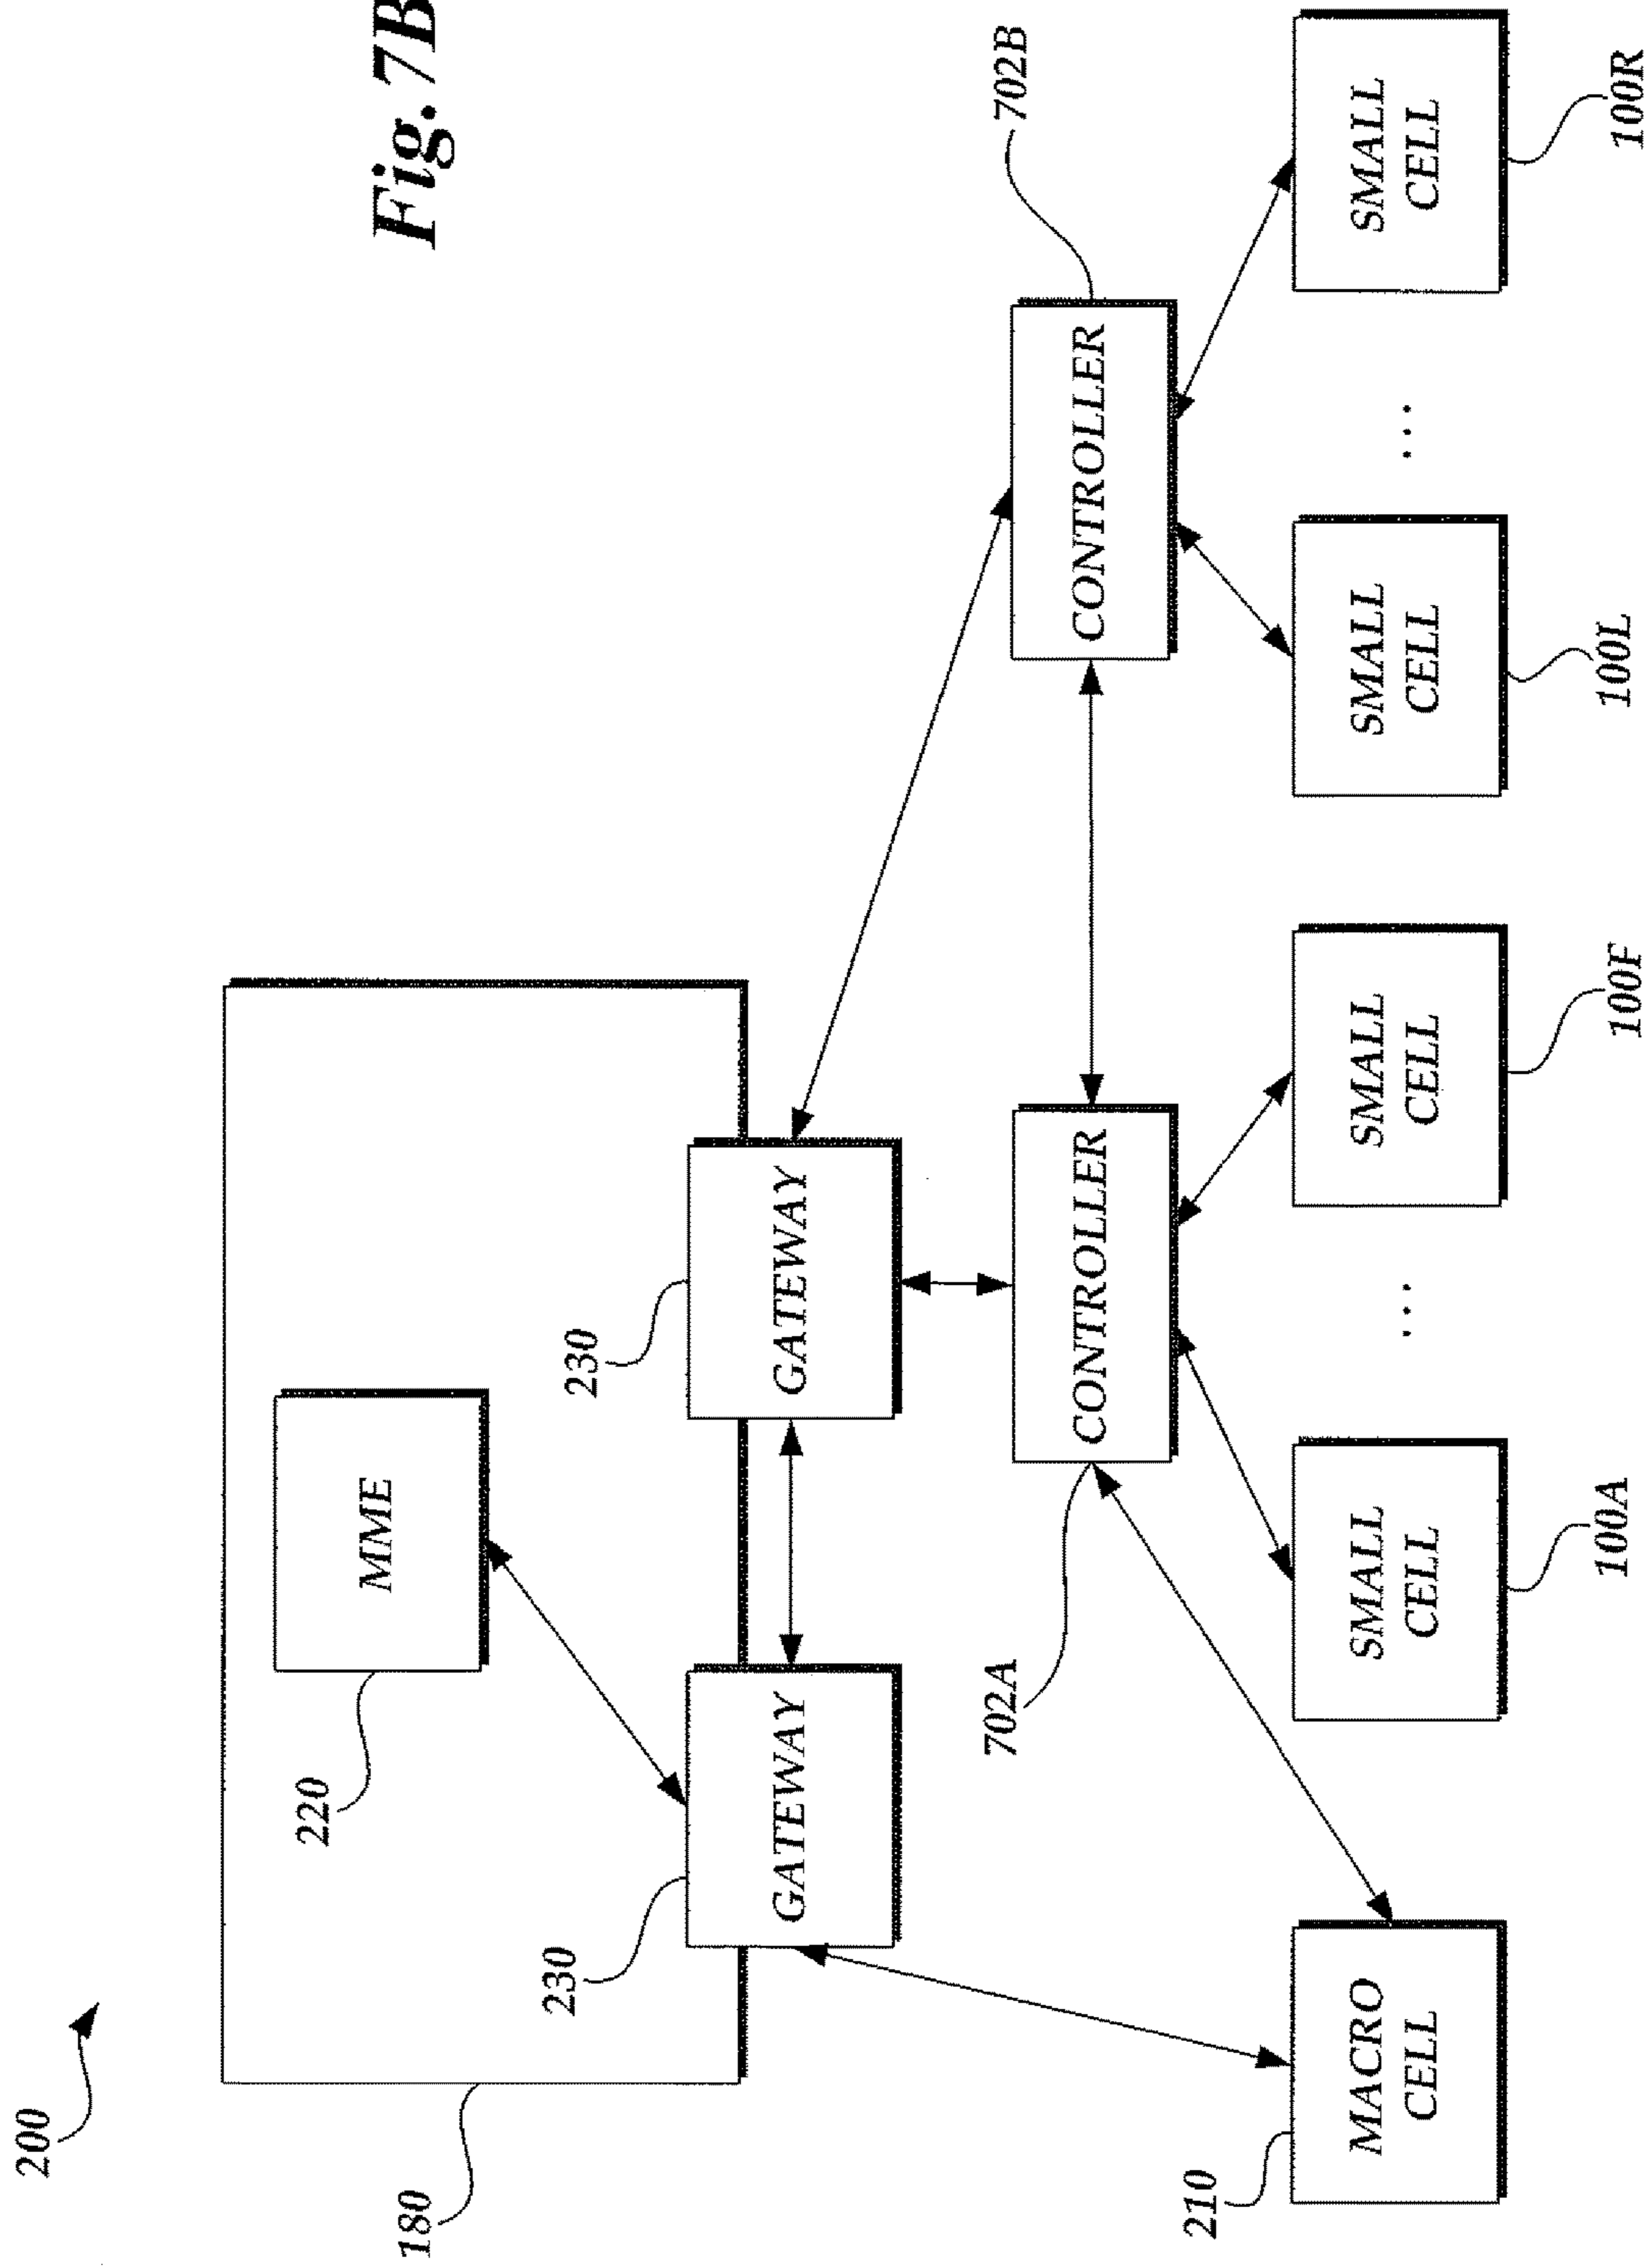 200
180
220
MME
230
GATEWAY
230
GATEWAY
702A
CONTROLLER
702B
CONTROLLER
210
MACRO
CELL
SMALL
CELL
100A
...
SMALL
CELL
100F
SMALL
CELL
100L
...
SMALL
CELL
100R
Fig. 7B